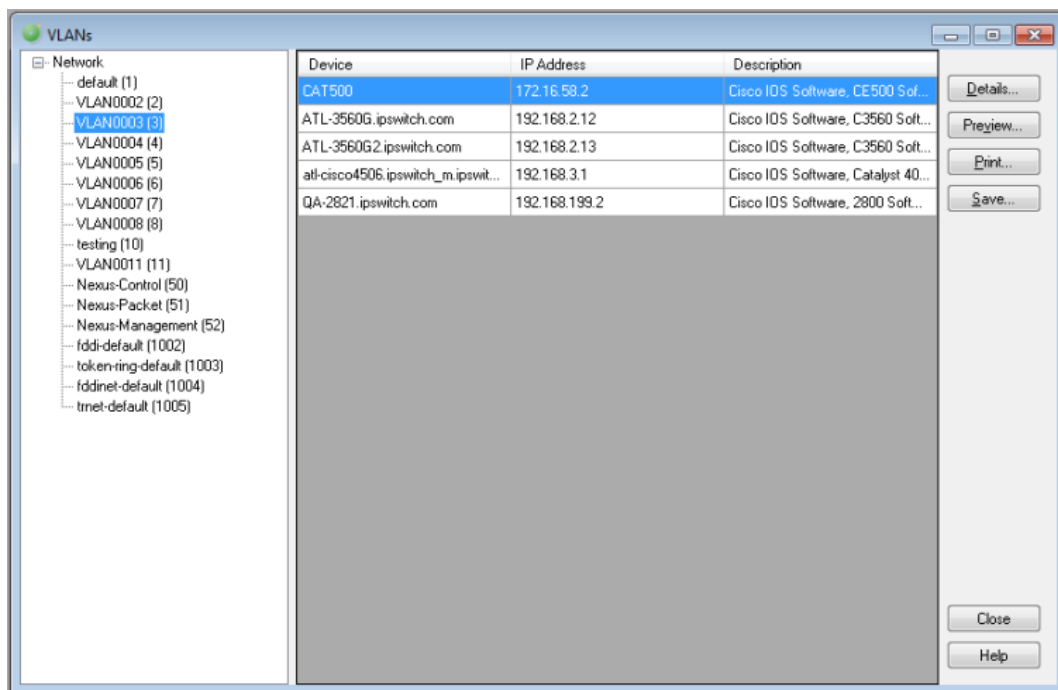 VLANs
Network
default (1)
VLAN0002 (2)
VLAN0003 (3)
VLAN0004 (4)
VLAN0005 (5)
VLAN0006 (6)
VLAN0007 (7)
VLAN0008 (8)
testing (10)
VLAN0011 (11)
Nexus-Control (50)
Nexus-Packet (51)
Nexus-Management (52)
fddi-default (1002)
token-ring-default (1003)
fddinet-default (1004)
trnet-default (1005)
Device IP Address Description
CAT500 172.16.58.2 Cisco IOS Software, CE500 Sof...
ATL-3560G.ipswitch.com 192.168.2.12 Cisco IOS Software, C3560 Soft...
ATL-3560G2.ipswitch.com 192.168.2.13 Cisco IOS Software, C3560 Soft...
atl-cisco4506.ipswitch_m.ipswit... 192.168.3.1 Cisco IOS Software, Catalyst 40...
QA-2821.ipswitch.com 192.168.199.2 Cisco IOS Software, 2800 Soft...
Details...
Preview...
Print...
Save...
Close
Help